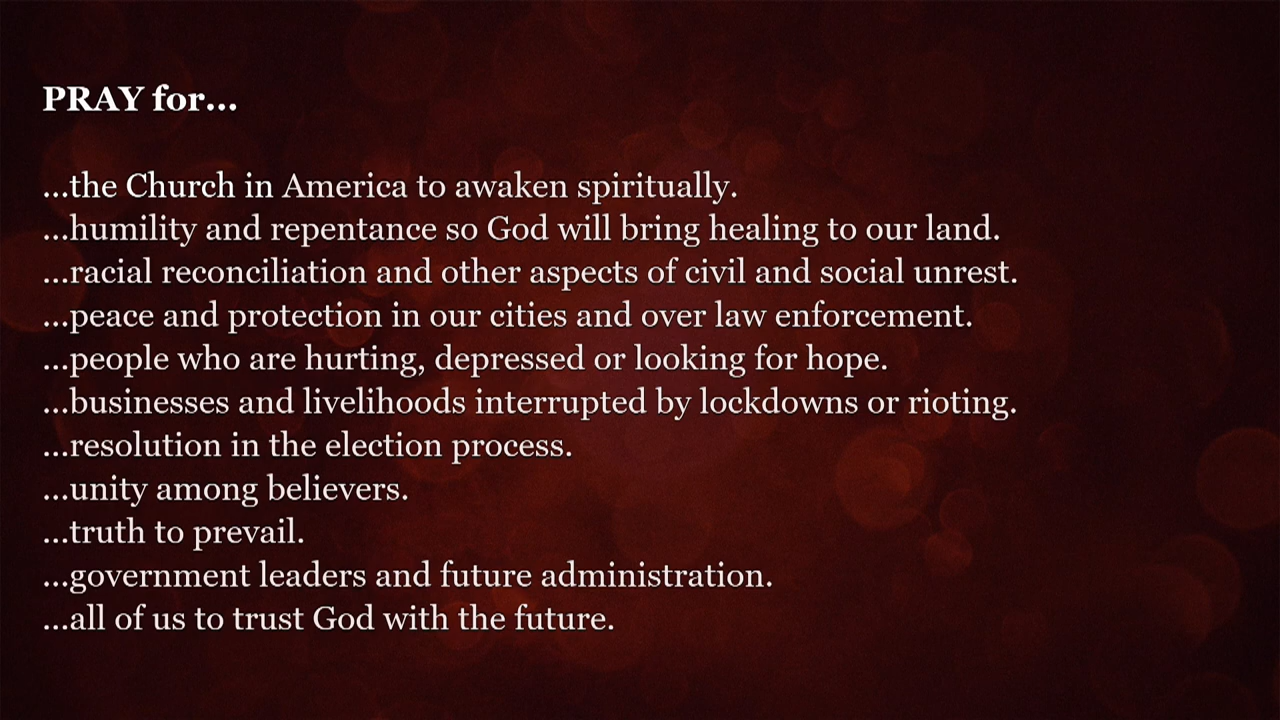 PRAY for...
...the Church in America to awaken spiritually.
...humility and repentance so God will bring healing to our land.
...racial reconciliation and other aspects of civil and social unrest.
...peace and protection in our cities and over law enforcement.
...people who are hurting, depressed or looking for hope.
...businesses and livelihoods interrupted by lockdowns or rioting.
...resolution in the election process.
...unity among believers.
...truth to prevail.
...government leaders and future administration.
...all of us to trust God with the future.